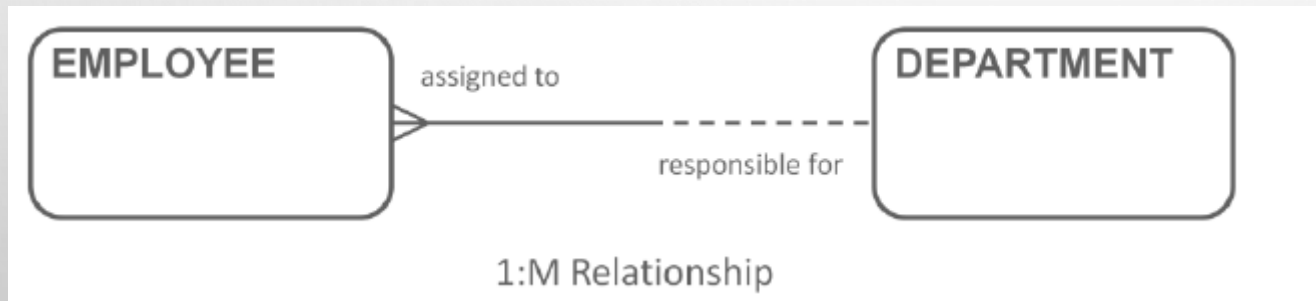 EMPLOYEE
assigned to
DEPARTMENT
responsible for
1:M Relationship